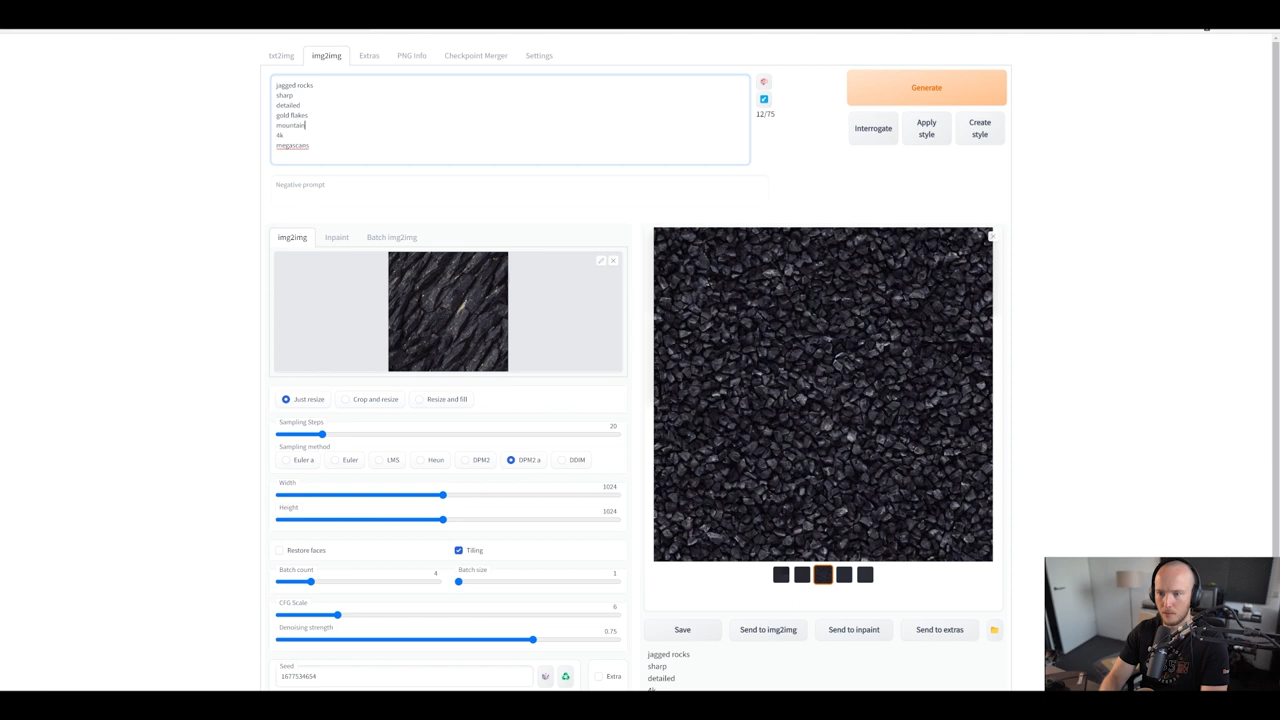 txt2img img2img Extras PNG Info Checkpoint Merger Settings
jagged rocks
sharp
detailed
gold flakes
mountain
4k
megascans
12/75
Generate
Interrogate
Apply style
Create style
Negative prompt
img2img Inpaint Batch img2img
Just resize Crop and resize Resize and fill
Sampling Steps 20
Sampling method
Euler a Euler LMS Heun DPM2 DPM2 a DDIM
Width 1024
Height 1024
Restore faces Tiling
Batch count 4 Batch size 1
CFG Scale 6
Denoising strength 0.75
Seed
1677534654
Extra
Save Send to img2img Send to inpaint Send to extras
jagged rocks
sharp
detailed
4k